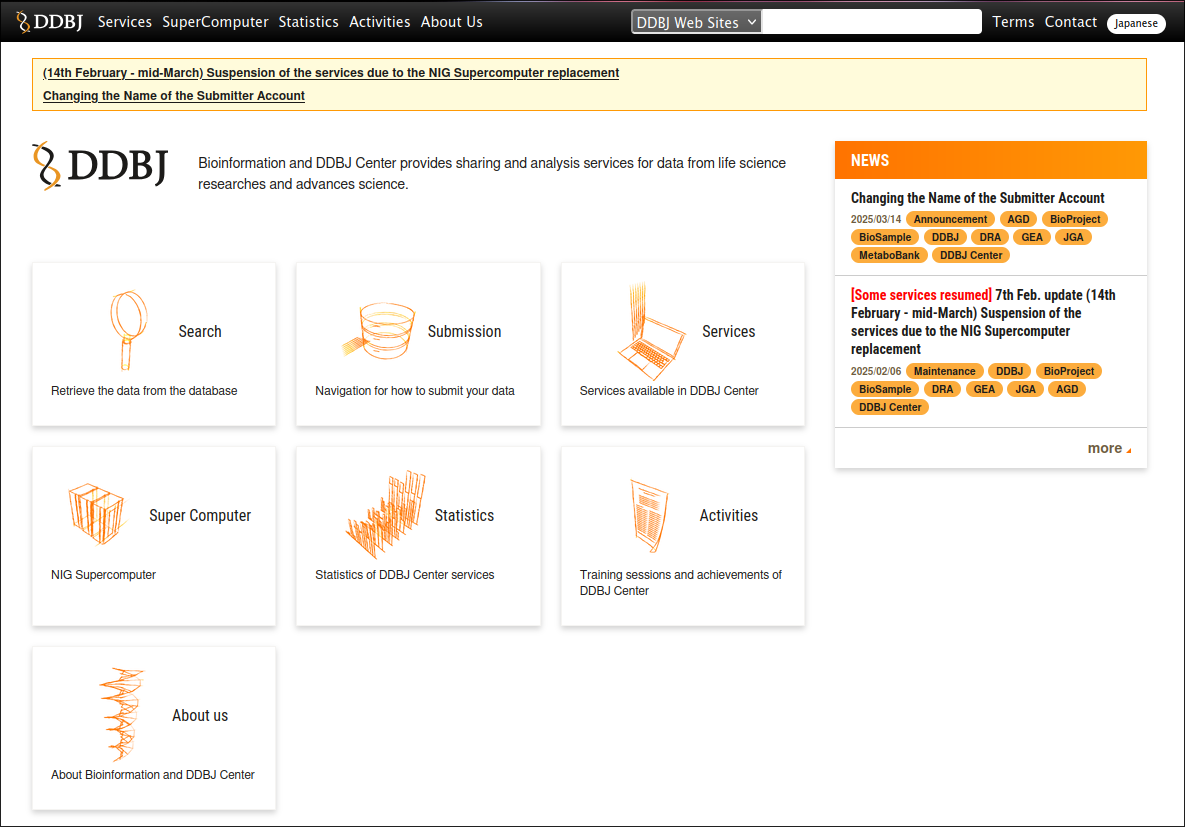 DDBJ Services SuperComputer Statistics Activities About Us DDBJ Web Sites Terms Contact Japanese
(14th February - mid-March) Suspension of the services due to the NIG Supercomputer replacement
Changing the Name of the Submitter Account
DDBJ
Bioinformation and DDBJ Center provides sharing and analysis services for data from life science
researches and advances science.
Search
Retrieve the data from the database
Submission
Navigation for how to submit your data
Services
Services available in DDBJ Center
Super Computer
NIG Supercomputer
Statistics
Statistics of DDBJ Center services
Activities
Training sessions and achievements of
DDBJ Center
About us
About Bioinformation and DDBJ Center
NEWS
Changing the Name of the Submitter Account
2025/03/14 Announcement AGD BioProject
BioSample DDBJ DRA GEA JGA
MetaboBank DDBJ Center
[Some services resumed] 7th Feb. update (14th
February - mid-March) Suspension of the
services due to the NIG Supercomputer
replacement
2025/02/06 Maintenance DDBJ BioProject
BioSample DRA GEA JGA AGD
DDBJ Center
more